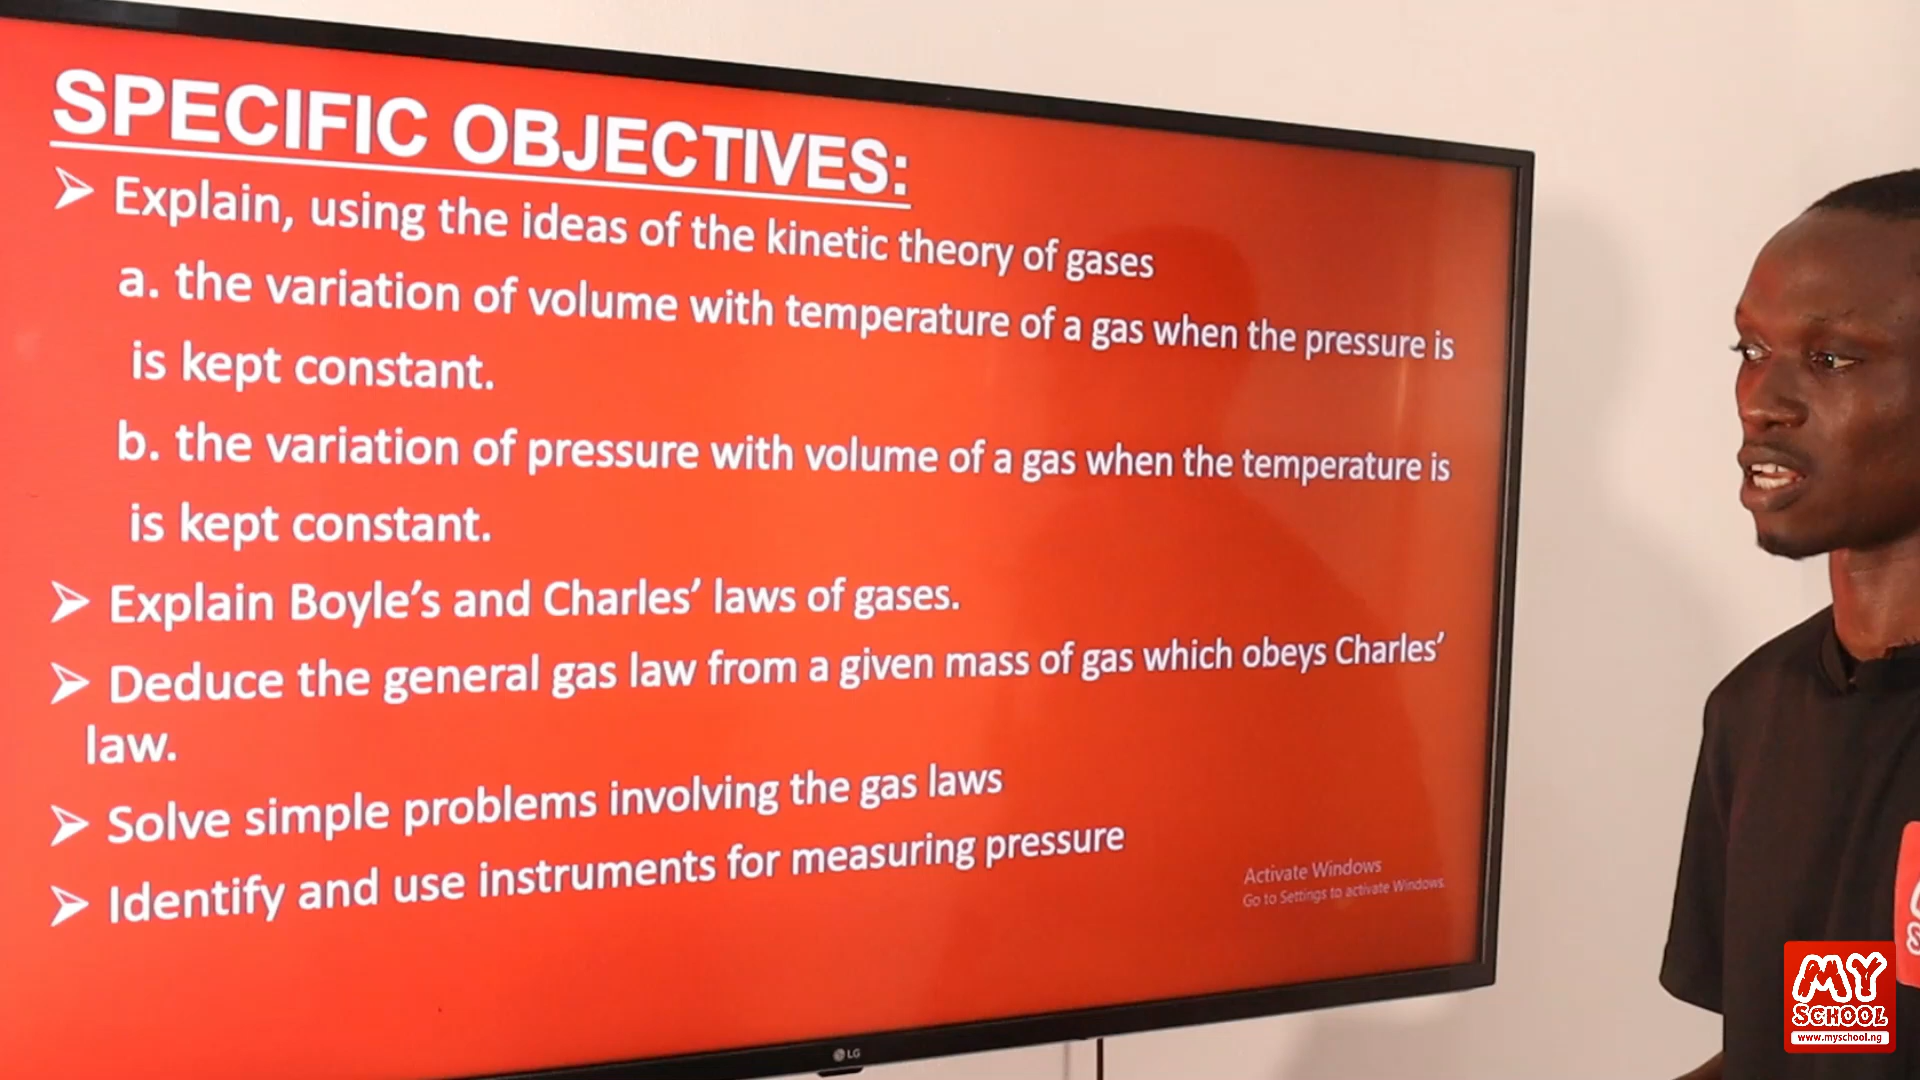 SPECIFIC OBJECTIVES:
➢ Explain, using the ideas of the kinetic theory of gases
a. the variation of volume with temperature of a gas when the pressure is
is kept constant.
b. the variation of pressure with volume of a gas when the temperature is
is kept constant.
➢ Explain Boyle’s and Charles’ laws of gases.
➢ Deduce the general gas law from a given mass of gas which obeys Charles’
law.
➢ Solve simple problems involving the gas laws
➢ Identify and use instruments for measuring pressure
Activate Windows
Go to Settings to activate Windows.
LG
MY
SCHOOL
www.myschool.ng